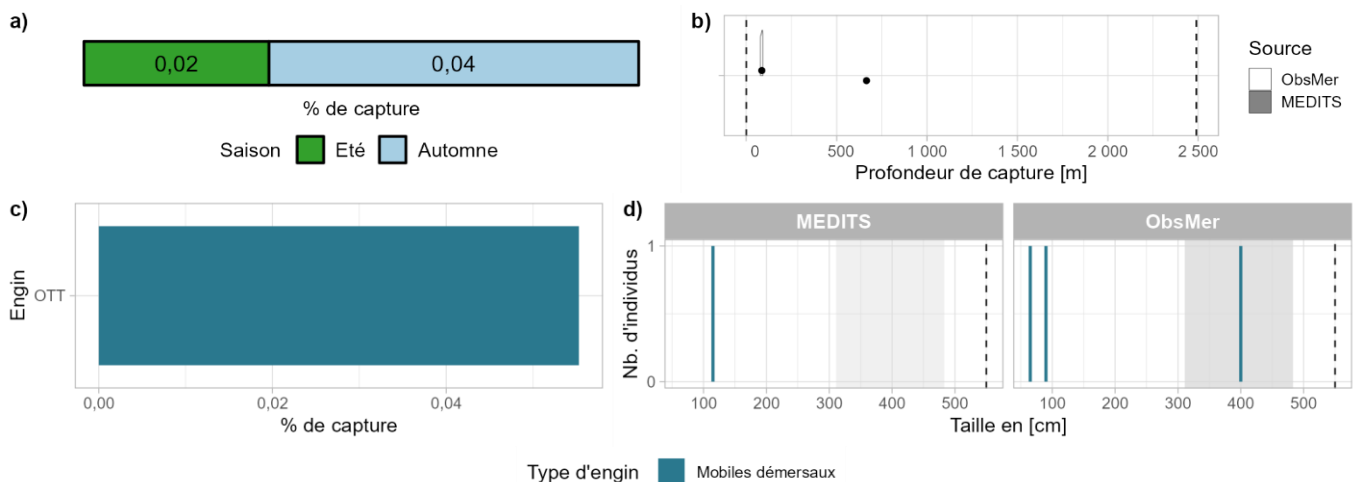 a)
0,02 0,04
% de capture
Saison Eté Automne
b)
0 500 1 000 1 500 2 000 2 500
Profondeur de capture [m]
Source
ObsMer
MEDITS
c)
Engin
OTT
0,00 0,02 0,04
% de capture
d)
MEDITS ObsMer
Nb. d'individus
1
0
100 200 300 400 500 100 200 300 400 500
Taille en [cm]
Type d'engin Mobiles démersaux